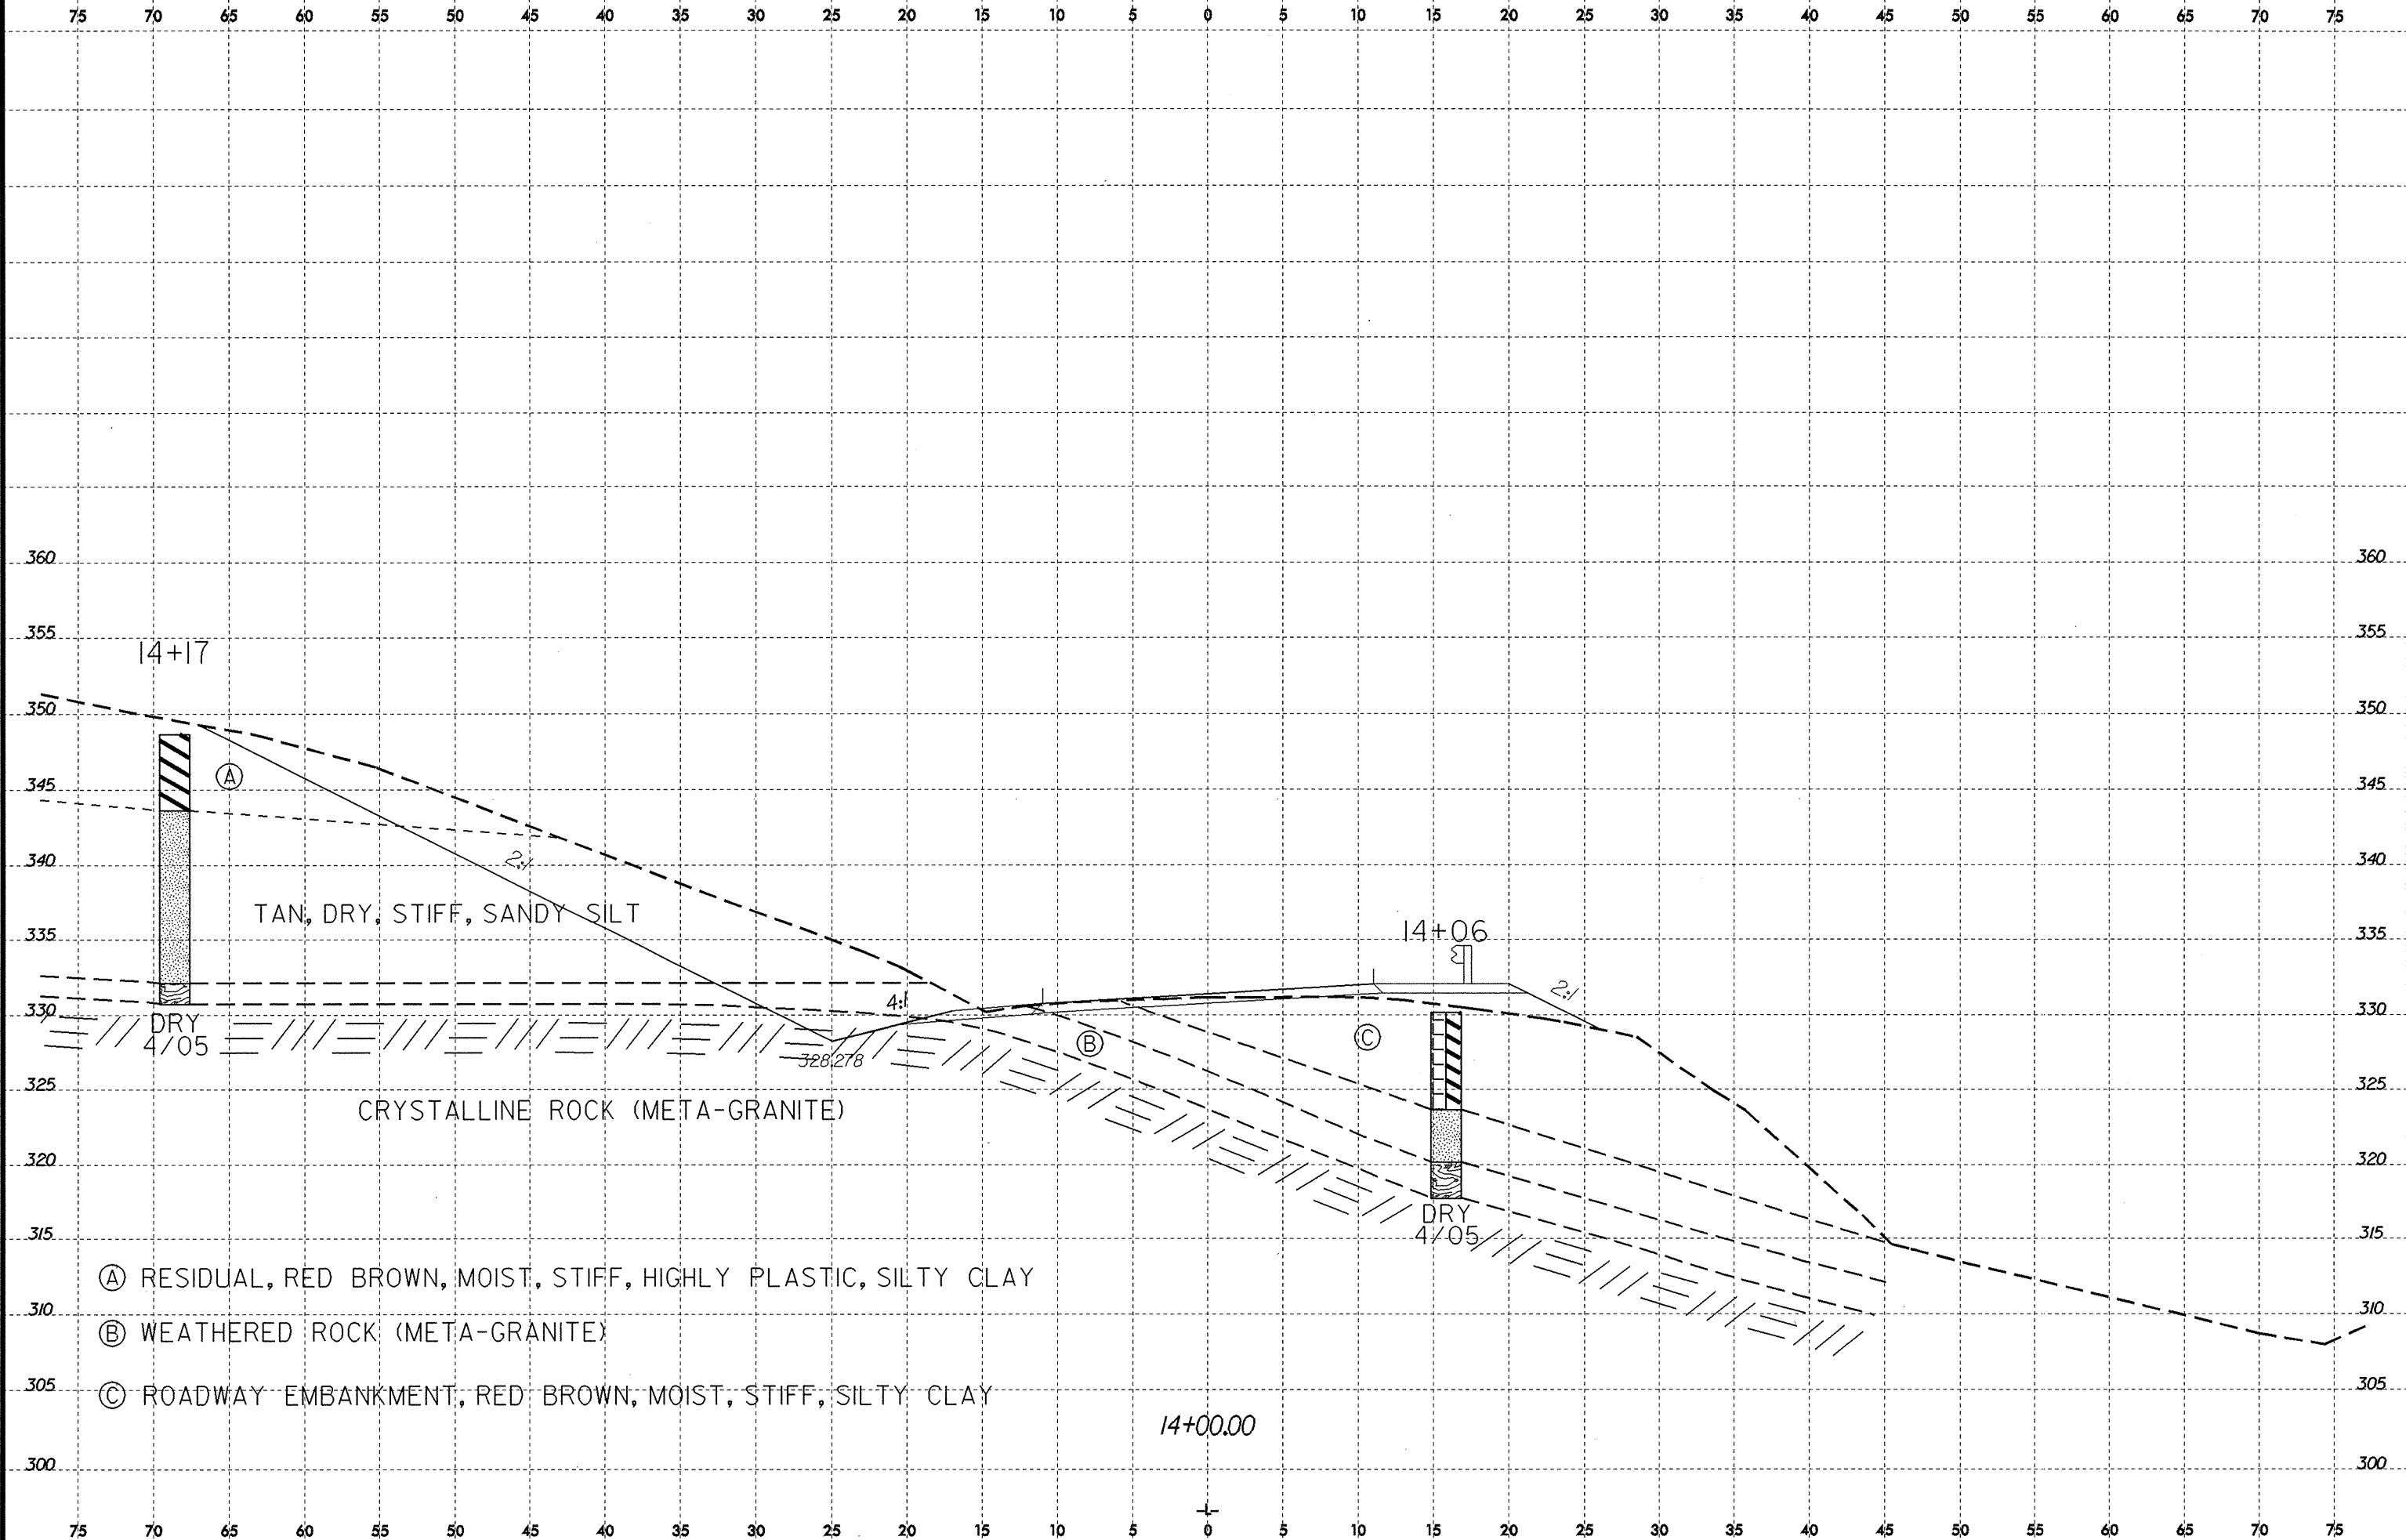 75 70 65 60 55 50 45 40 35 30 25 20 15 10 5 0 5 10 15 20 25 30 35 40 45 50 55 60 65 70 75
360 360
355 355
14+17
350 350
345 345
A
340 340
2:1
TAN, DRY, STIFF, SANDY SILT
335 335
14+06
4:1
2:1
330 330
DRY
4/05
B
C
328.278
325 325
CRYSTALLINE ROCK (META-GRANITE)
320 320
DRY
4/05
315 315
A RESIDUAL, RED BROWN, MOIST, STIFF, HIGHLY PLASTIC, SILTY CLAY
310 310
B WEATHERED ROCK (META-GRANITE)
305 305
C ROADWAY EMBANKMENT, RED BROWN, MOIST, STIFF, SILTY CLAY
14+00.00
300 300
-L-
75 70 65 60 55 50 45 40 35 30 25 20 15 10 5 0 5 10 15 20 25 30 35 40 45 50 55 60 65 70 75